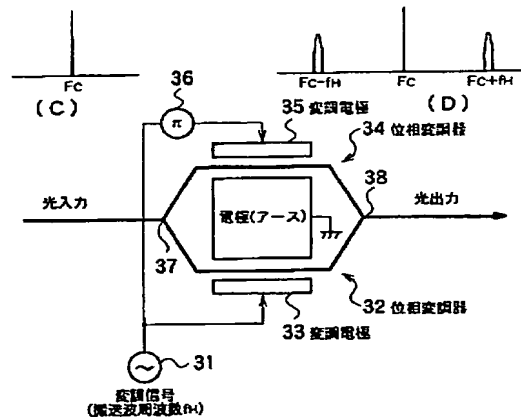 Fc
(C)
Fc-fH
Fc
Fc+fH
(D)
36
π
35 変調電極
34 位相変調器
光入力
37
電極(アース)
38
光出力
32 位相変調器
33 変調電極
31
変調信号
(搬送波周波数fH)